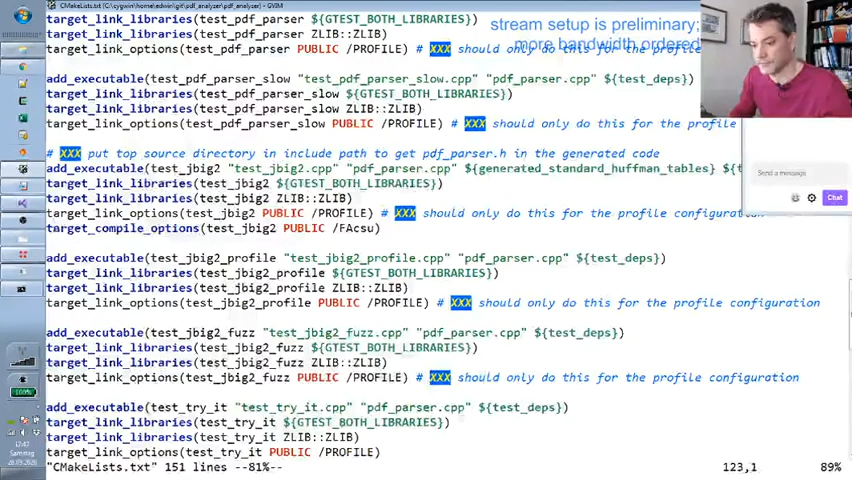 CMakeLists.txt (C:\cygwin\home\edwin\git\pdf_analyzer\pdf_analyzer) - GVIM
target_link_libraries(test_pdf_parser ${GTEST_BOTH_LIBRARIES})
target_link_libraries(test_pdf_parser ZLIB::ZLIB)
target_link_options(test_pdf_parser PUBLIC /PROFILE) # XXX should only do this for the profile
stream setup is preliminary;
more bandwidth ordered
add_executable(test_pdf_parser_slow "test_pdf_parser_slow.cpp" "pdf_parser.cpp" ${test_deps})
target_link_libraries(test_pdf_parser_slow ${GTEST_BOTH_LIBRARIES})
target_link_libraries(test_pdf_parser_slow ZLIB::ZLIB)
target_link_options(test_pdf_parser_slow PUBLIC /PROFILE) # XXX should only do this for the profile
# XXX put top source directory in include path to get pdf_parser.h in the generated code
add_executable(test_jbig2 "test_jbig2.cpp" "pdf_parser.cpp" ${generated_standard_huffman_tables} ${
target_link_libraries(test_jbig2 ${GTEST_BOTH_LIBRARIES})
target_link_libraries(test_jbig2 ZLIB::ZLIB)
target_link_options(test_jbig2 PUBLIC /PROFILE) # XXX should only do this for the profile configuration
target_compile_options(test_jbig2 PUBLIC /FAcsu)
add_executable(test_jbig2_profile "test_jbig2_profile.cpp" "pdf_parser.cpp" ${test_deps})
target_link_libraries(test_jbig2_profile ${GTEST_BOTH_LIBRARIES})
target_link_libraries(test_jbig2_profile ZLIB::ZLIB)
target_link_options(test_jbig2_profile PUBLIC /PROFILE) # XXX should only do this for the profile configuration
add_executable(test_jbig2_fuzz "test_jbig2_fuzz.cpp" "pdf_parser.cpp" ${test_deps})
target_link_libraries(test_jbig2_fuzz ${GTEST_BOTH_LIBRARIES})
target_link_libraries(test_jbig2_fuzz ZLIB::ZLIB)
target_link_options(test_jbig2_fuzz PUBLIC /PROFILE) # XXX should only do this for the profile configuration
add_executable(test_try_it "test_try_it.cpp" "pdf_parser.cpp" ${test_deps})
target_link_libraries(test_try_it ${GTEST_BOTH_LIBRARIES})
target_link_libraries(test_try_it ZLIB::ZLIB)
target_link_options(test_try_it PUBLIC /PROFILE)
"CMakeLists.txt" 151 lines --81%--
123,1
89%
Send a message
Chat
100%
17:47
Samstag